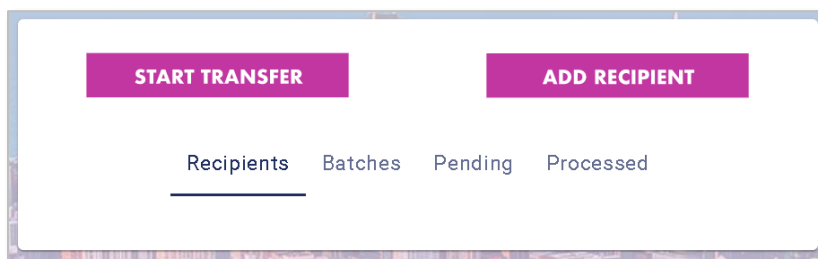 START TRANSFER ADD RECIPIENT
Recipients Batches Pending Processed